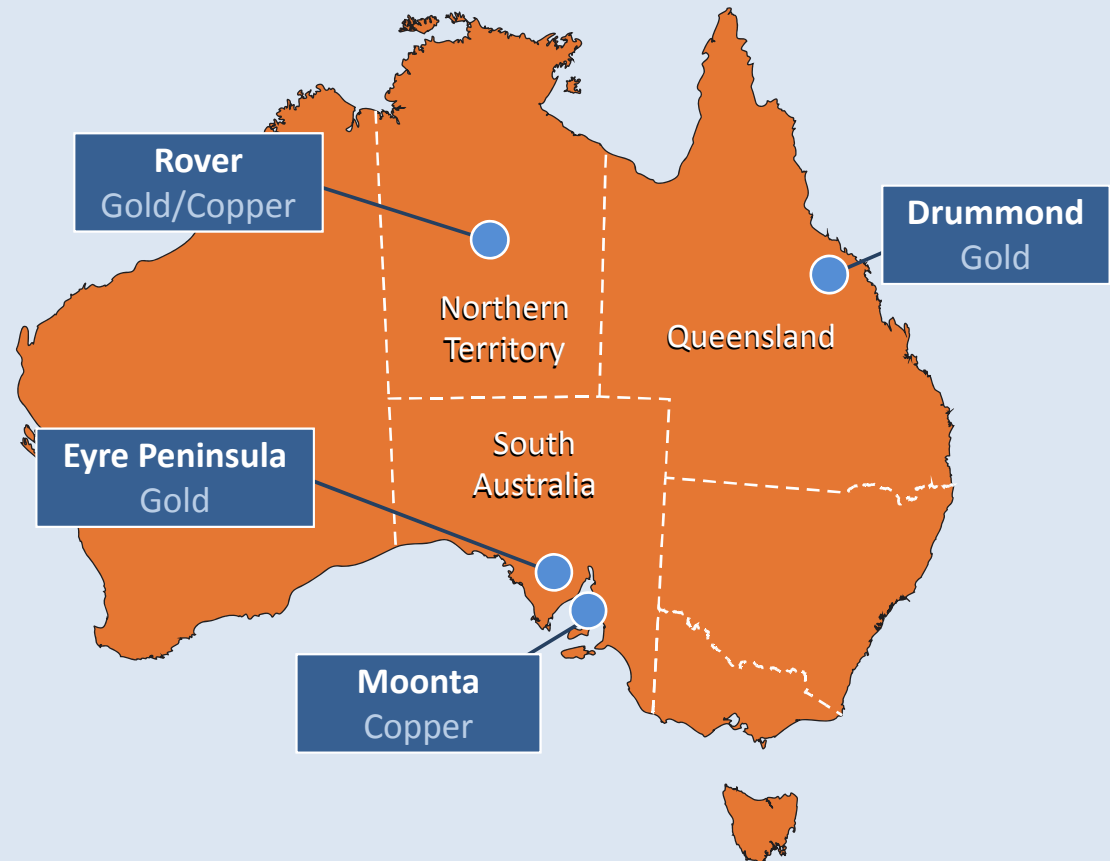 Rover
Gold/Copper
Drummond
Gold
Northern
Territory
Queensland
Eyre Peninsula
Gold
South
Australia
Moonta
Copper